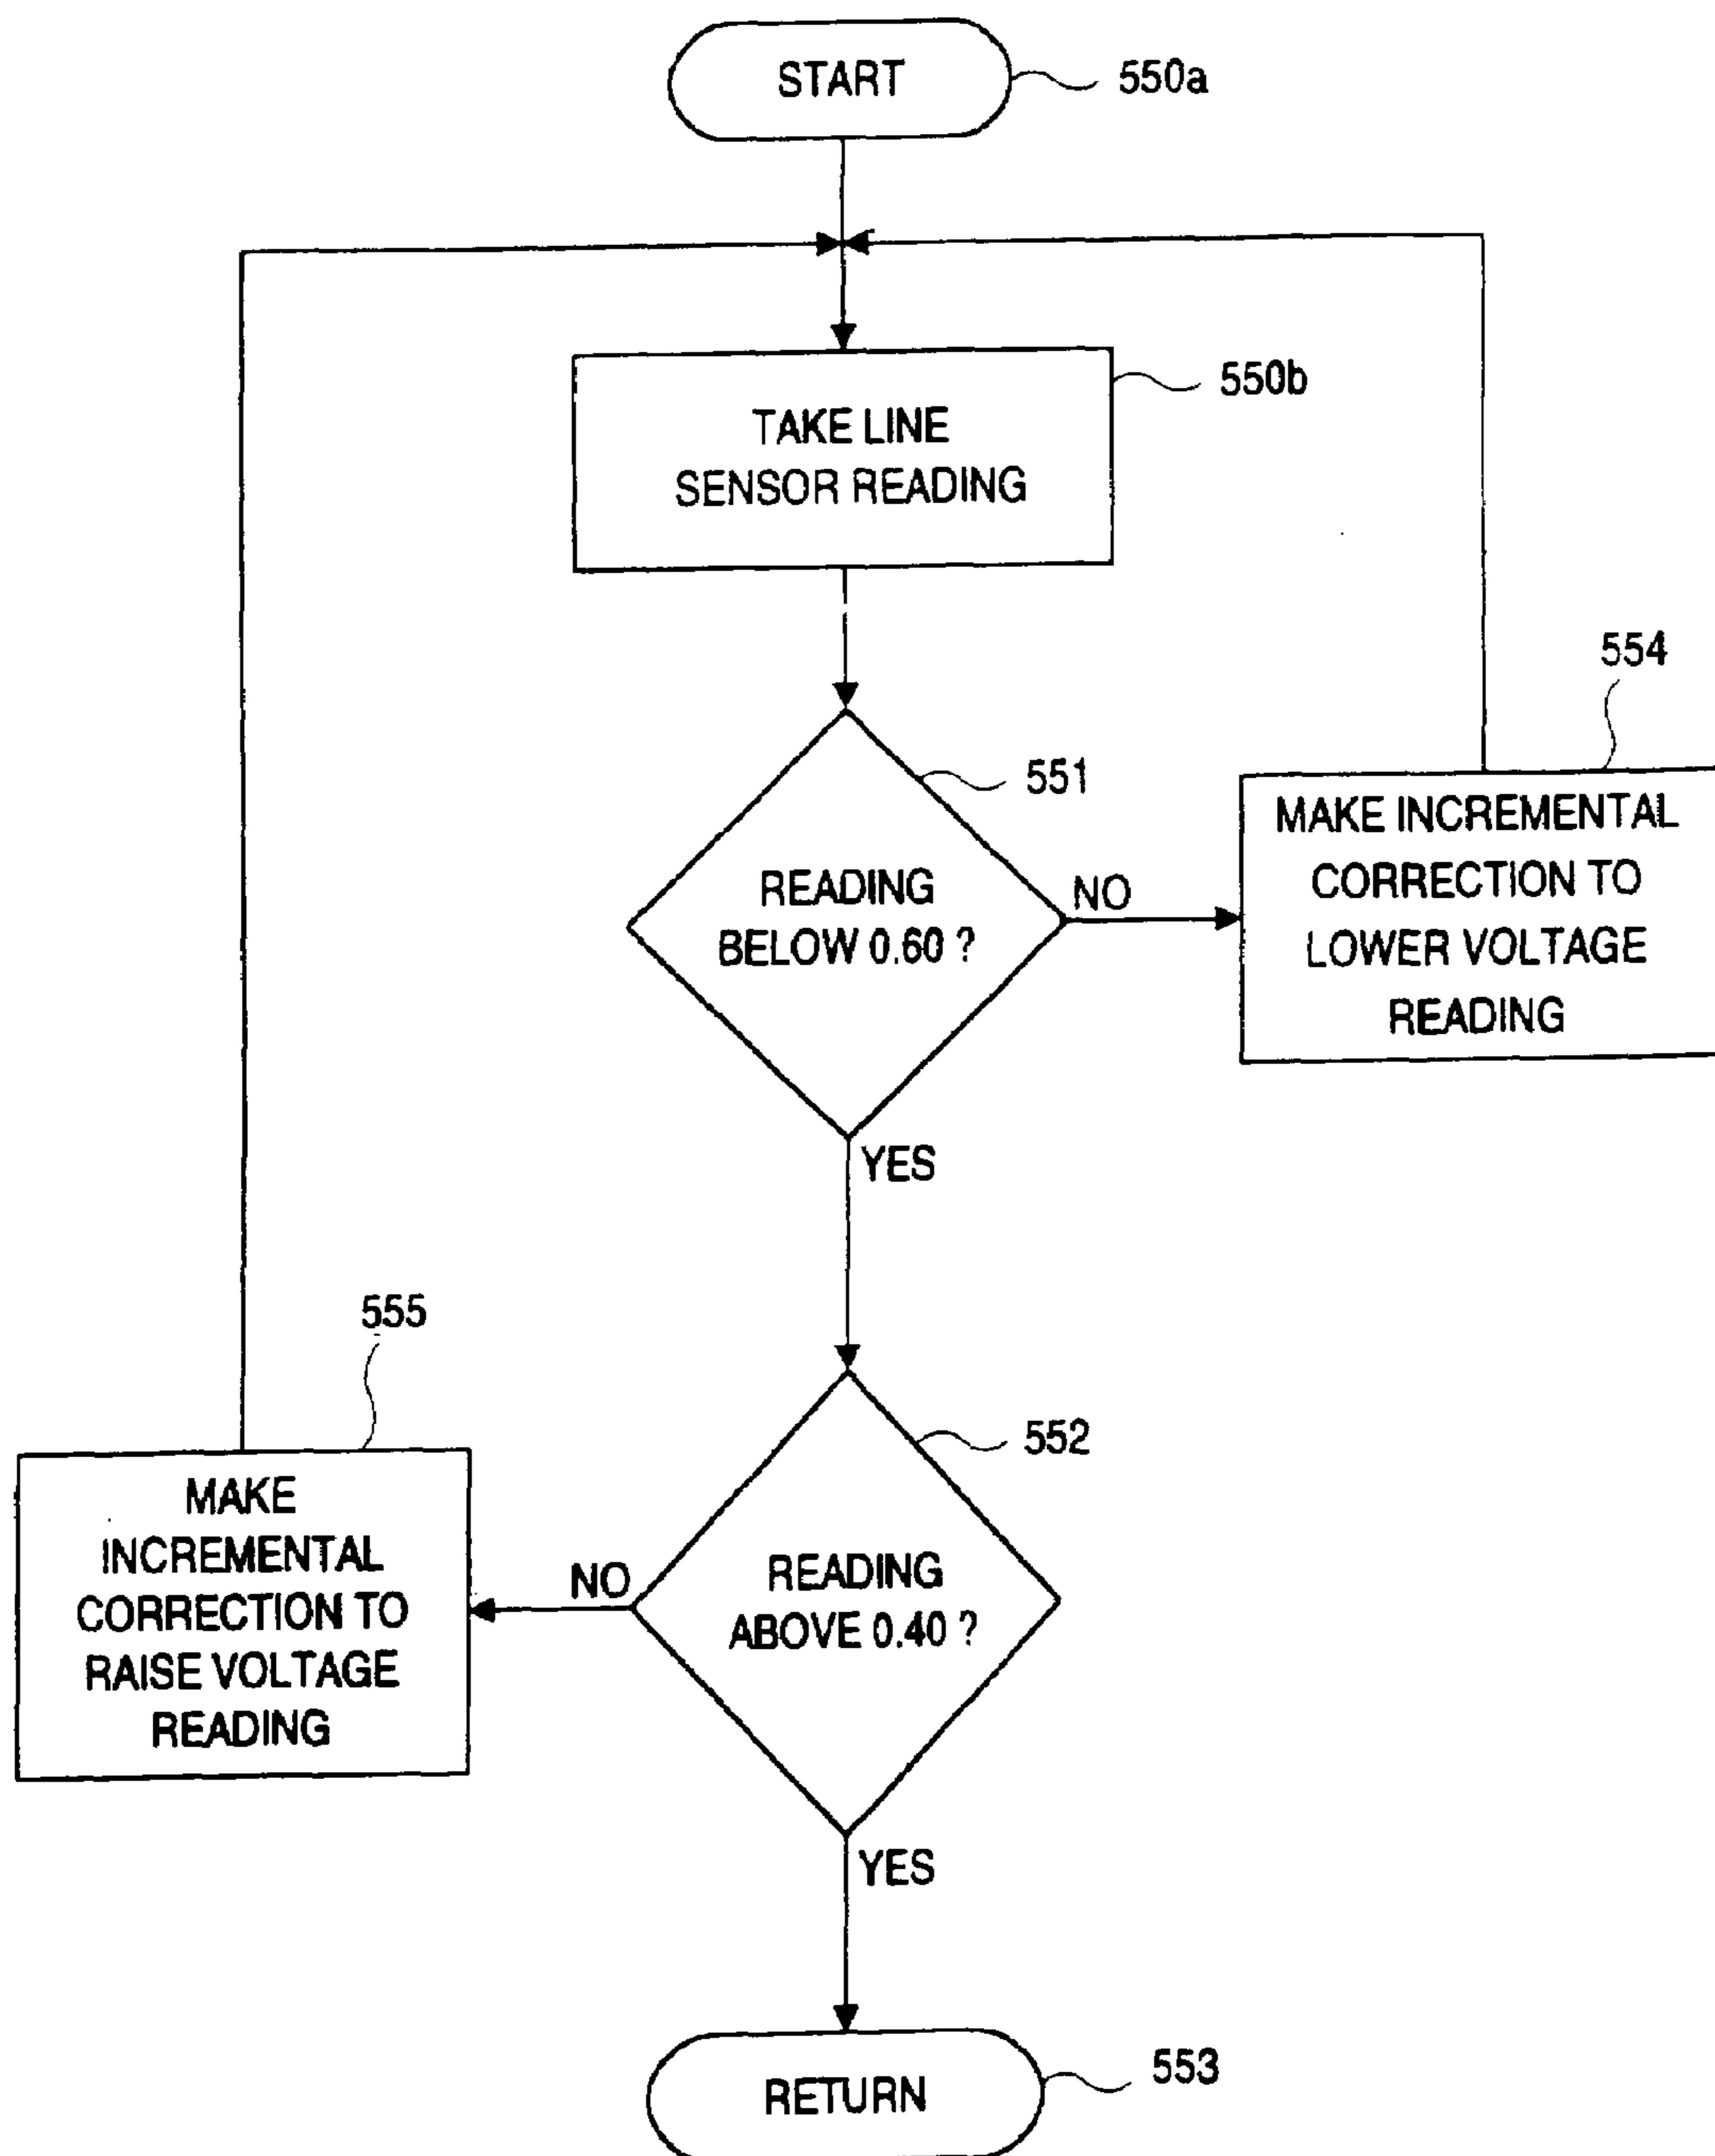 START
550a
TAKE LINE
SENSOR READING
550b
READING
BELOW 0.60 ?
551
NO
YES
554
MAKE INCREMENTAL
CORRECTION TO
LOWER VOLTAGE
READING
READING
ABOVE 0.40 ?
552
NO
YES
555
MAKE
INCREMENTAL
CORRECTION TO
RAISE VOLTAGE
READING
RETURN
553